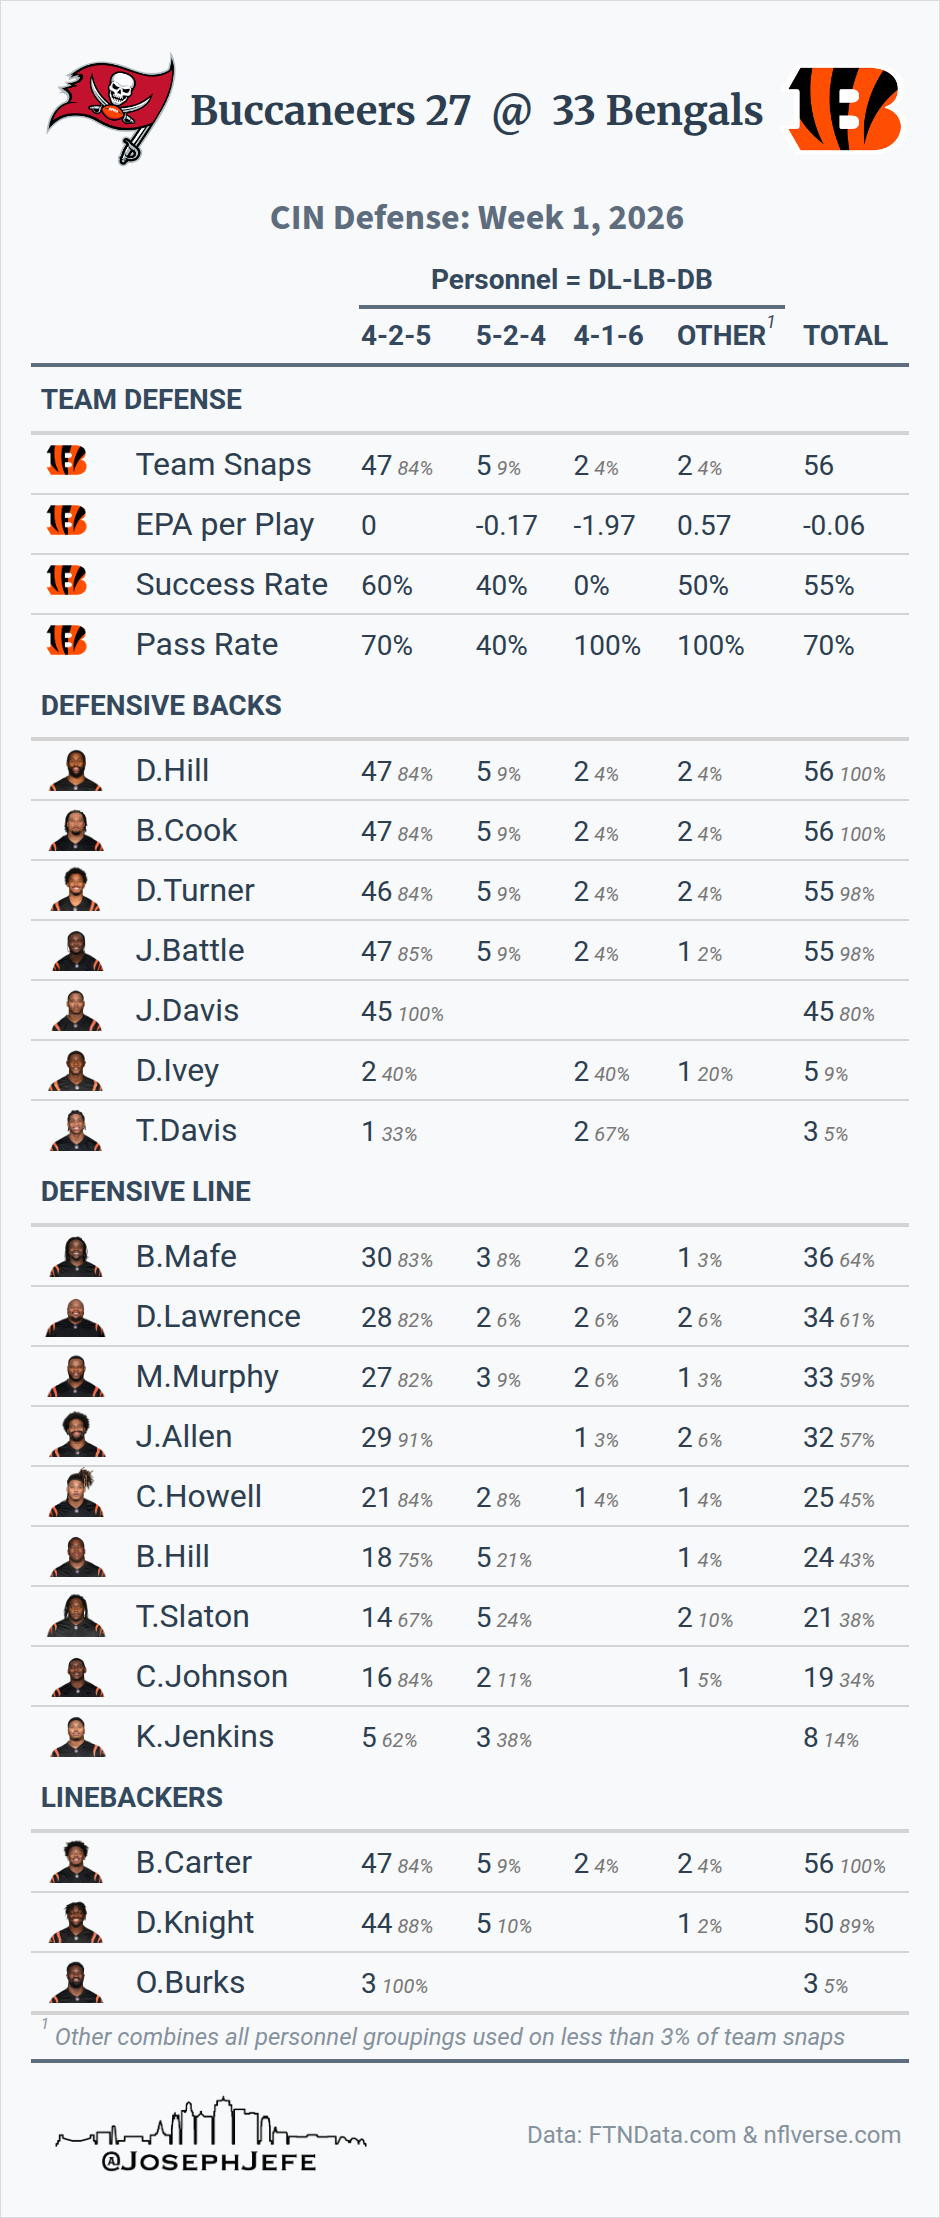 Buccaneers 27 @ 33 Bengals
CIN Defense: Week 1, 2026
Personnel = DL-LB-DB
4-2-5 5-2-4 4-1-6 OTHER1 TOTAL
TEAM DEFENSE
Team Snaps 47 84% 5 9% 2 4% 2 4% 56
EPA per Play 0 -0.17 -1.97 0.57 -0.06
Success Rate 60% 40% 0% 50% 55%
Pass Rate 70% 40% 100% 100% 70%
DEFENSIVE BACKS
D.Hill 47 84% 5 9% 2 4% 2 4% 56 100%
B.Cook 47 84% 5 9% 2 4% 2 4% 56 100%
D.Turner 46 84% 5 9% 2 4% 2 4% 55 98%
J.Battle 47 85% 5 9% 2 4% 1 2% 55 98%
J.Davis 45 100% 45 80%
D.Ivey 2 40% 2 40% 1 20% 5 9%
T.Davis 1 33% 2 67% 3 5%
DEFENSIVE LINE
B.Mafe 30 83% 3 8% 2 6% 1 3% 36 64%
D.Lawrence 28 82% 2 6% 2 6% 2 6% 34 61%
M.Murphy 27 82% 3 9% 2 6% 1 3% 33 59%
J.Allen 29 91% 1 3% 2 6% 32 57%
C.Howell 21 84% 2 8% 1 4% 1 4% 25 45%
B.Hill 18 75% 5 21% 1 4% 24 43%
T.Slaton 14 67% 5 24% 2 10% 21 38%
C.Johnson 16 84% 2 11% 1 5% 19 34%
K.Jenkins 5 62% 3 38% 8 14%
LINEBACKERS
B.Carter 47 84% 5 9% 2 4% 2 4% 56 100%
D.Knight 44 88% 5 10% 1 2% 50 89%
O.Burks 3 100% 3 5%
1 Other combines all personnel groupings used on less than 3% of team snaps
@JosephJefe
Data: FTNData.com & nflverse.com